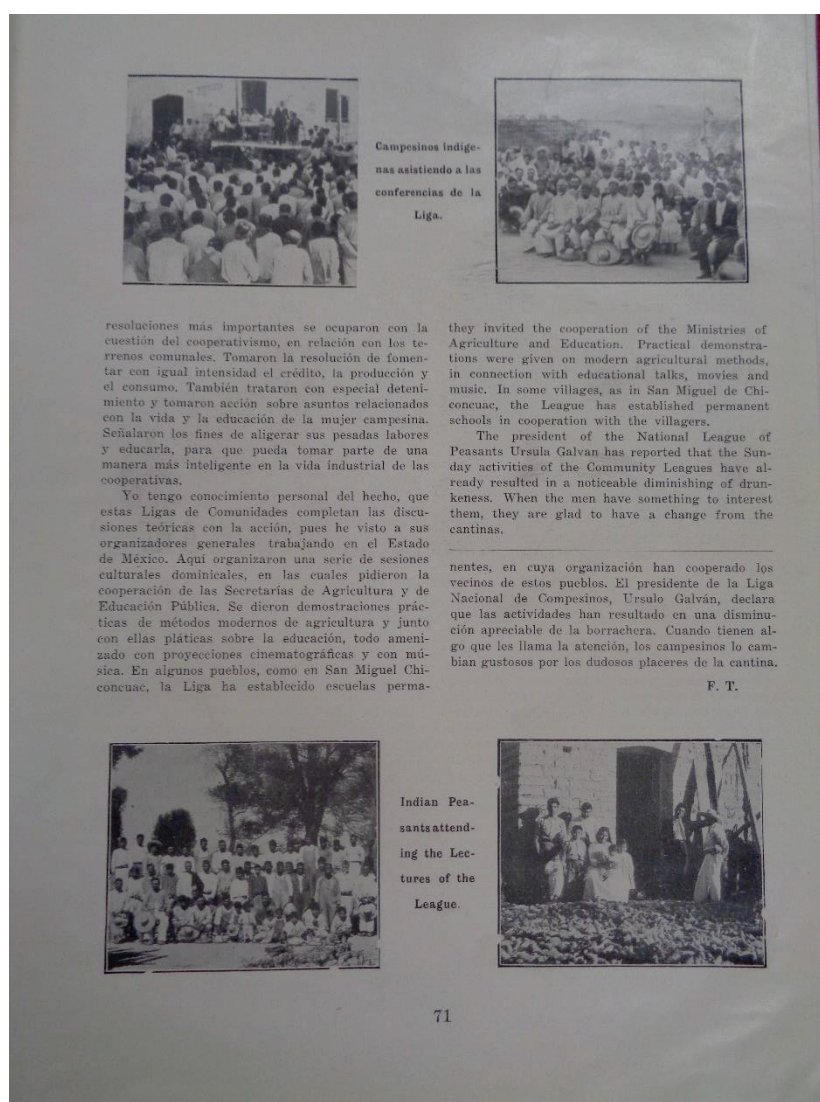 Campesinos indíge-
nas asistiendo a las
conferencias de la
Liga.
resoluciones más importantes se ocuparon con la
cuestión del cooperativismo, en relación con los te-
rrenos comunales. Tomaron la resolución de fomen-
tar con igual intensidad el crédito, la producción y
el consumo. También trataron con especial deteni-
miento y tomaron acción sobre asuntos relacionados
con la vida y la educación de la mujer campesina.
Señalaron los fines de aligerar sus pesadas labores
y educarla, para que pueda tomar parte de una
manera más inteligente en la vida industrial de las
cooperativas.
Yo tengo conocimiento personal del hecho, que
estas Ligas de Comunidades completan las discu-
siones teóricas con la acción, pues he visto a sus
organizadores generales trabajando en el Estado
de México. Aquí organizaron una serie de sesiones
culturales dominicales, en las cuales pidieron la
cooperación de las Secretarías de Agricultura y de
Educación Pública. Se dieron demostraciones prác-
ticas de métodos modernos de agricultura y junto
con ellas pláticas sobre la educación, todo ameni-
zado con proyecciones cinematográficas y con mú-
sica. En algunos pueblos, como en San Miguel Chi-
concuac, la Liga ha establecido escuelas perma-
they invited the cooperation of the Ministries of
Agriculture and Education. Practical demonstra-
tions were given on modern agricultural methods,
in connection with educational talks, movies and
music. In some villages, as in San Miguel de Chi-
concuac, the League has established permanent
schools in cooperation with the villagers.
The president of the National League of
Peasants Ursula Galvan has reported that the Sun-
day activities of the Community Leagues have al-
ready resulted in a noticeable diminishing of drun-
keness. When the men have something to interest
them, they are glad to have a change from the
cantinas.
nentes, en cuya organización han cooperado los
vecinos de estos pueblos. El presidente de la Liga
Nacional de Compesinos, Ursulo Galván, declara
que las actividades han resultado en una disminu-
ción apreciable de la borrachera. Cuando tienen al-
go que les llama la atención, los campesinos lo cam-
bian gustosos por los dudosos placeres de la cantina.
F. T.
Indian Pea-
sants attend-
ing the Lec-
tures of the
League.
71